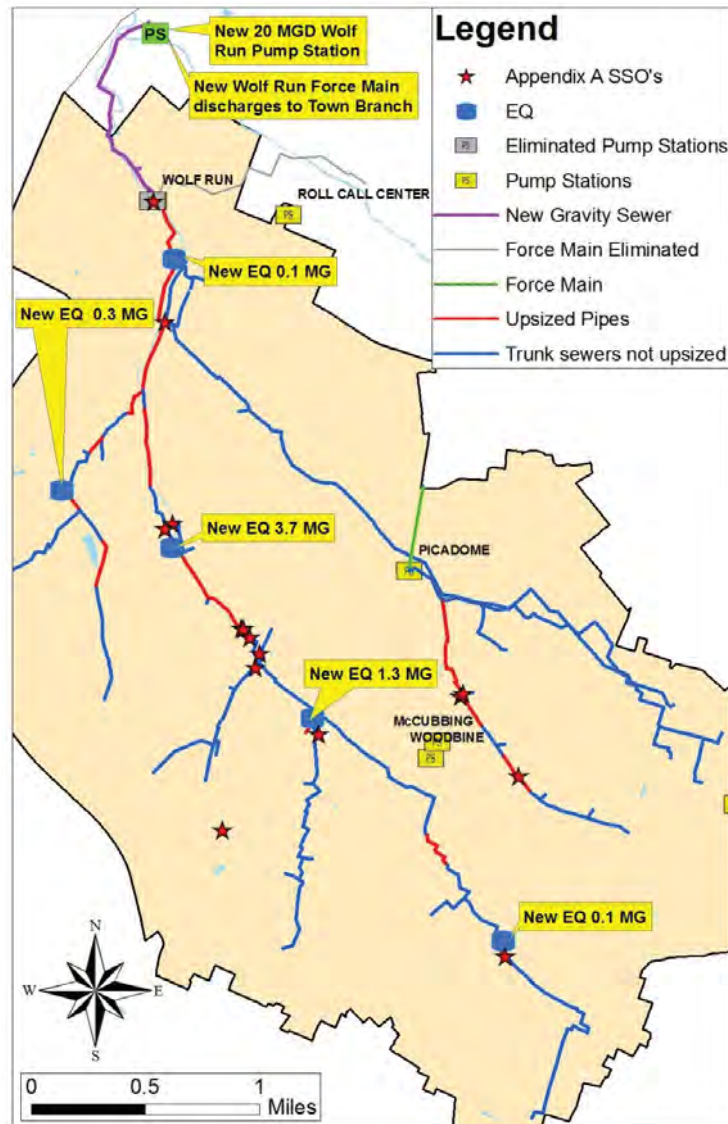 New 20 MGD Wolf
Run Pump Station
PS
New Wolf Run Force Main
discharges to Town Branch
WOLF RUN
PS
ROLL CALL CENTER
PS
New EQ 0.1 MG
New EQ 0.3 MG
New EQ 3.7 MG
PICADOME
PS
New EQ 1.3 MG
McCUBBING
WOODBINE
PS
PS
New EQ 0.1 MG
N
W
E
S
0 0.5 1
Miles
Legend
Appendix A SSO's
EQ
PS
Eliminated Pump Stations
PS
Pump Stations
New Gravity Sewer
Force Main Eliminated
Force Main
Upsized Pipes
Trunk sewers not upsized